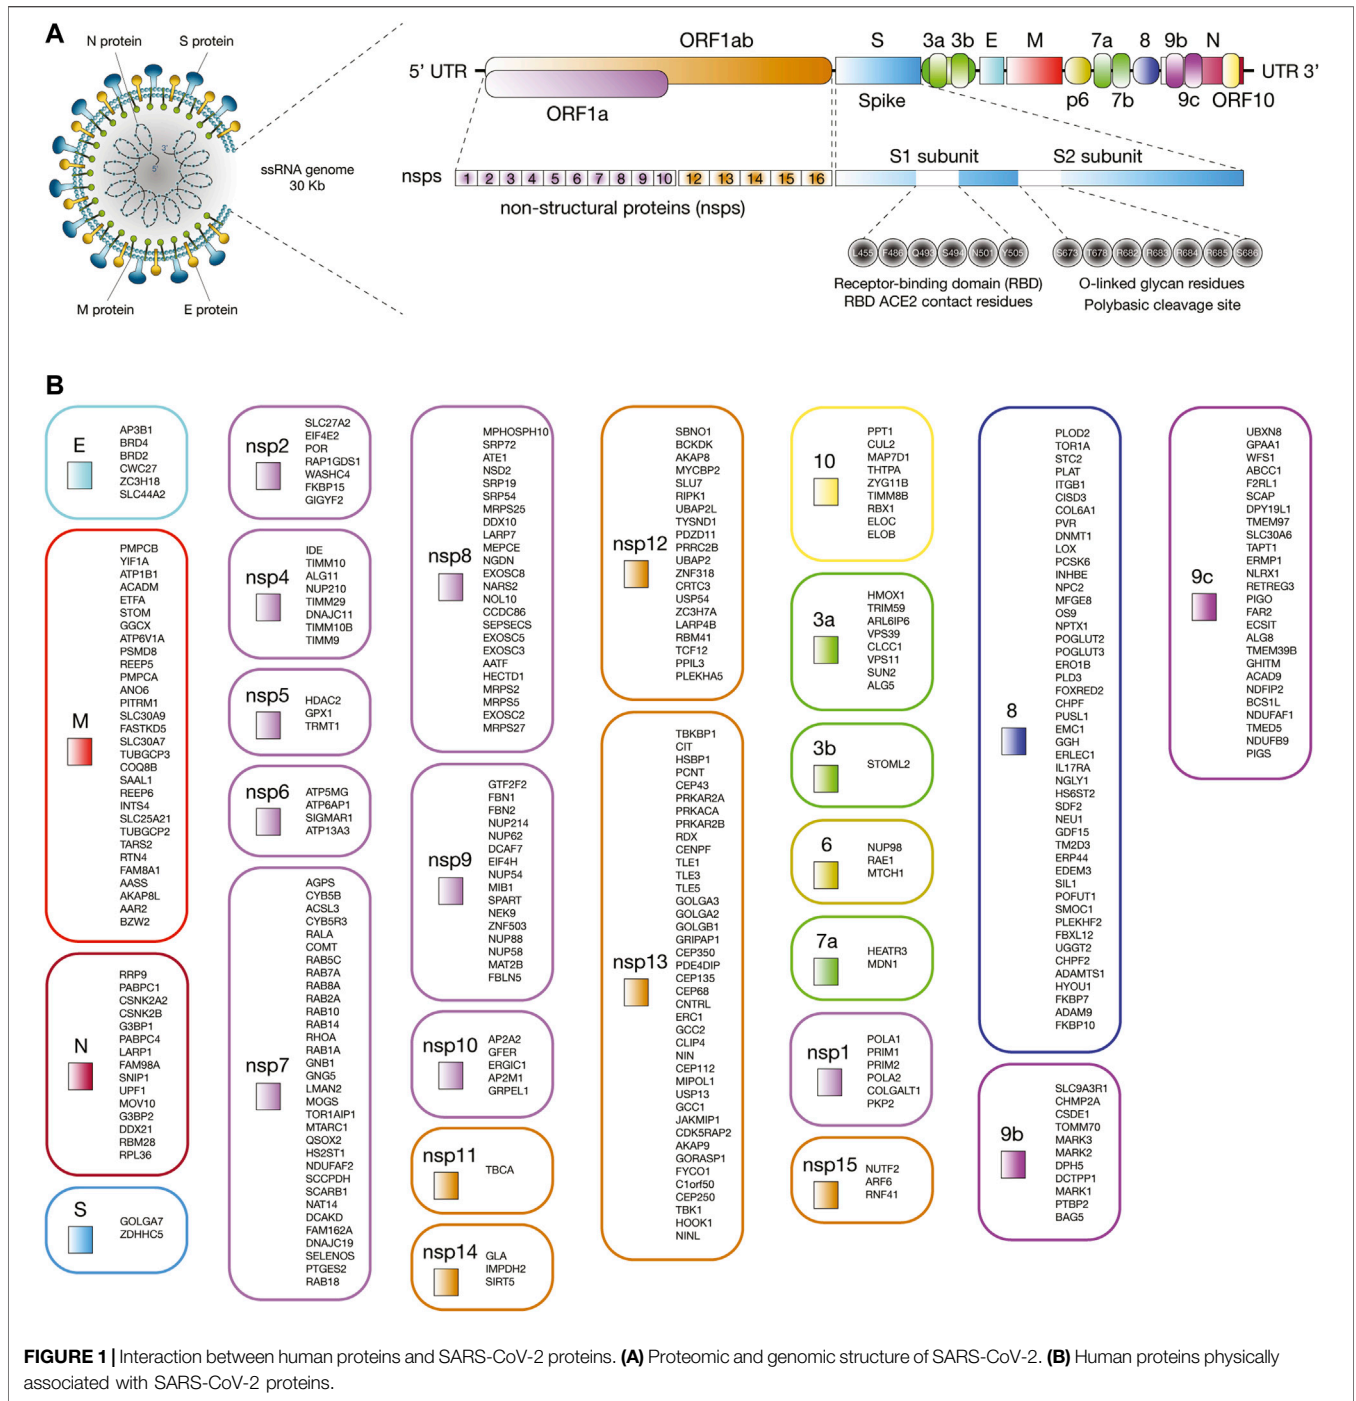 A
N protein
S protein
M protein
E protein
3'
5'
ssRNA genome
30 Kb
ORF1ab
S
3a
3b
E
M
7a
8
9b
N
5' UTR
UTR 3'
ORF1a
Spike
p6
7b
9c
ORF10
S1 subunit
S2 subunit
nsps
1 2 3 4 5 6 7 8 9 10 12 13 14 15 16
non-structural proteins (nsps)
L455 F486 Q493 S494 N501 Y505
S673 T678 R682 R683 R684 R685 S686
Receptor-binding domain (RBD)
RBD ACE2 contact residues
O-linked glycan residues
Polybasic cleavage site
B
E
AP3B1
BRD4
BRD2
CWC27
ZC3H18
SLC44A2
M
PMPCB
YIF1A
ATP1B1
ACADM
ETFA
STOM
GGCX
ATP6V1A
PSMD8
REEP5
PMPCA
ANO6
PITRM1
SLC30A9
FASTKD5
SLC30A7
TUBGCP3
COQ8B
SAAL1
REEP6
INTS4
SLC25A21
TUBGCP2
TARS2
RTN4
FAM8A1
AASS
AKAP8L
AAR2
BZW2
N
RRP9
PABPC1
CSNK2A2
CSNK2B
G3BP1
PABPC4
LARP1
FAM98A
SNIP1
UPF1
MOV10
G3BP2
DDX21
RBM28
RPL36
S
GOLGA7
ZDHHC5
nsp2
SLC27A2
EIF4E2
POR
RAP1GDS1
WASHC4
FKBP15
GIGYF2
nsp4
IDE
TIMM10
ALG11
NUP210
TIMM29
DNAJC11
TIMM10B
TIMM9
nsp5
HDAC2
GPX1
TRMT1
nsp6
ATP5MG
ATP6AP1
SIGMAR1
ATP13A3
nsp7
AGPS
CYB5B
ACSL3
CYB5R3
RALA
COMT
RAB5C
RAB7A
RAB8A
RAB2A
RAB10
RAB14
RHOA
RAB1A
GNB1
GNG5
LMAN2
MOGS
TOR1AIP1
MTARC1
QSOX2
HS2ST1
NDUFAF2
SCCPDH
SCARB1
NAT14
DCAKD
FAM162A
DNAJC19
SELENOS
PTGES2
RAB18
nsp8
MPHOSPH10
SRP72
ATE1
NSD2
SRP19
SRP54
MRPS25
DDX10
LARP7
MEPCE
NGDN
EXOSC8
NARS2
NOL10
CCDC86
SEPSECS
EXOSC5
EXOSC3
AATF
HECTD1
MRPS2
MRPS5
EXOSC2
MRPS27
nsp9
GTF2F2
FBN1
FBN2
NUP214
NUP62
DCAF7
EIF4H
NUP54
MIB1
SPART
NEK9
ZNF503
NUP88
NUP58
MAT2B
FBLN5
nsp10
AP2A2
GFER
ERGIC1
AP2M1
GRPEL1
nsp11
TBCA
nsp14
GLA
IMPDH2
SIRT5
nsp12
SBNO1
BCKDK
AKAP8
MYCBP2
SLU7
RIPK1
UBAP2L
TYSND1
PDZD11
PRRC2B
UBAP2
ZNF318
CRTC3
USP54
ZC3H7A
LARP4B
RBM41
TCF12
PPIL3
PLEKHA5
nsp13
TBKBP1
CIT
HSBP1
PCNT
CEP43
PRKAR2A
PRKACA
PRKAR2B
RDX
CENPF
TLE1
TLE3
TLE5
GOLGA3
GOLGA2
GOLGB1
GRIPAP1
CEP350
PDE4DIP
CEP135
CEP68
CNTRL
ERC1
GCC2
CLIP4
NIN
CEP112
MIPOL1
USP13
GCC1
JAKMIP1
CDK5RAP2
AKAP9
GORASP1
FYCO1
C1orf50
CEP250
TBK1
HOOK1
NINL
10
PPT1
CUL2
MAP7D1
THTPA
ZYG11B
TIMM8B
RBX1
ELOC
ELOB
3a
HMOX1
TRIM59
ARL6IP6
VPS39
CLCC1
VPS11
SUN2
ALG5
3b
STOML2
6
NUP98
RAE1
MTCH1
7a
HEATR3
MDN1
nsp1
POLA1
PRIM1
PRIM2
POLA2
COLGALT1
PKP2
nsp15
NUTF2
ARF6
RNF41
8
PLOD2
TOR1A
STC2
PLAT
ITGB1
CISD3
COL6A1
PVR
DNMT1
LOX
PCSK6
INHBE
NPC2
MFGE8
OS9
NPTX1
POGLUT2
POGLUT3
ERO1B
PLD3
FOXRED2
CHPF
PUSL1
EMC1
GGH
ERLEC1
IL17RA
NGLY1
HS6ST2
SDF2
NEU1
GDF15
TM2D3
ERP44
EDEM3
SIL1
POFUT1
SMOC1
PLEKHF2
FBXL12
UGGT2
CHPF2
ADAMTS1
HYOU1
FKBP7
ADAM9
FKBP10
9b
SLC9A3R1
CHMP2A
CSDE1
TOMM70
MARK3
MARK2
DPH5
DCTPP1
MARK1
PTBP2
BAG5
9c
UBXN8
GPAA1
WFS1
ABCC1
F2RL1
SCAP
DPY19L1
TMEM97
SLC30A6
TAPT1
ERMP1
NLRX1
RETREG3
PIGO
FAR2
ECSIT
ALG8
TMEM39B
GHITM
ACAD9
NDFIP2
BCS1L
NDUFAF1
TMED5
NDUFB9
PIGS
FIGURE 1 | Interaction between human proteins and SARS-CoV-2 proteins. (A) Proteomic and genomic structure of SARS-CoV-2. (B) Human proteins physically
associated with SARS-CoV-2 proteins.